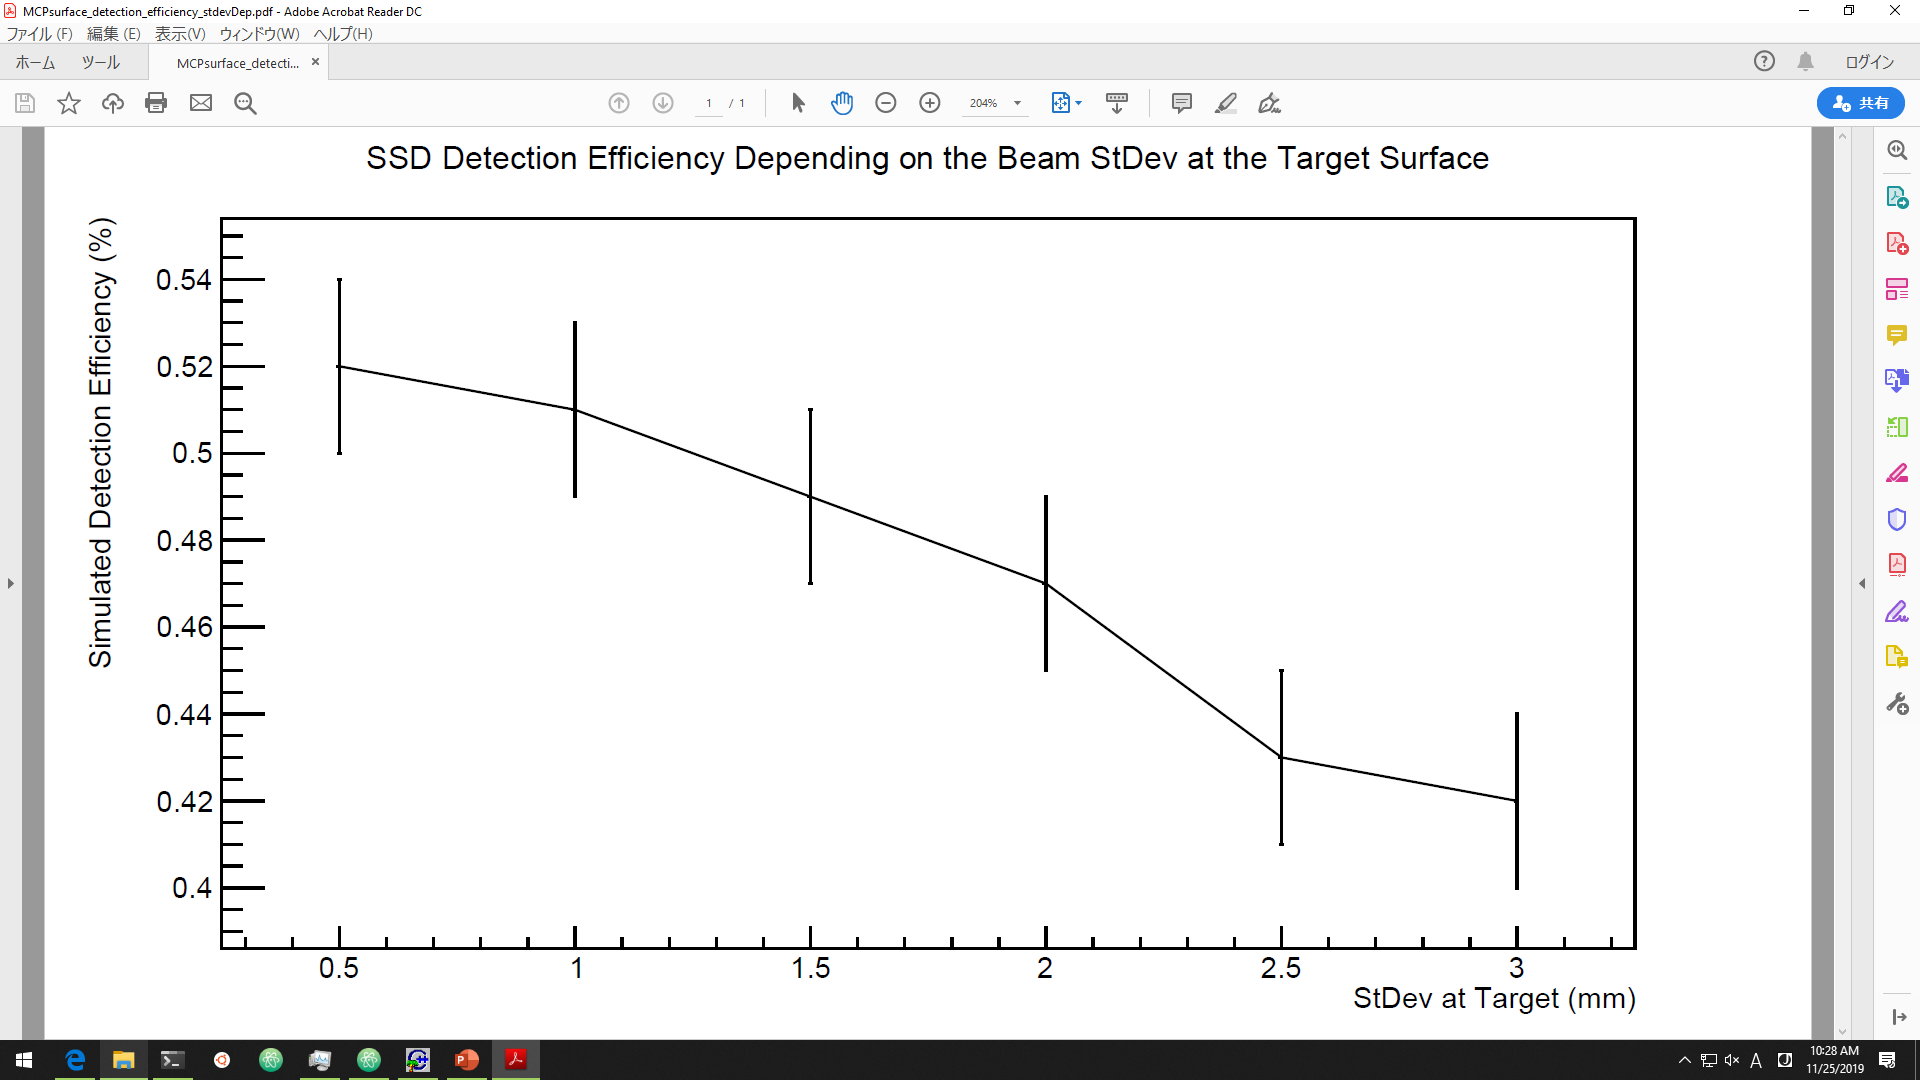 MCPsurface_detection_efficiency_stdevDep.pdf - Adobe Acrobat Reader DC
ファイル (F) 編集 (E) 表示(V) ウィンドウ(W) ヘルプ(H)
ホーム ツール MCPsurface_detecti... ログイン
1 / 1 204% 共有
SSD Detection Efficiency Depending on the Beam StDev at the Target Surface
Simulated Detection Efficiency (%)
0.54
0.52
0.5
0.48
0.46
0.44
0.42
0.4
0.5 1 1.5 2 2.5 3
StDev at Target (mm)
10:28 AM
11/25/2019